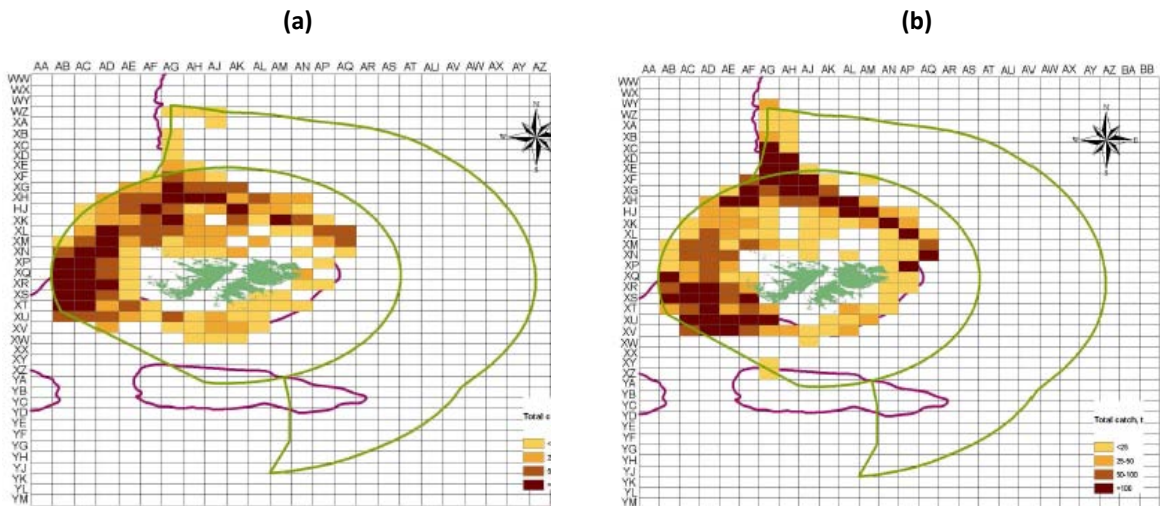 (a)
AA AB AC AD AE AF AG AH AJ AK AL AM AN AP AQ AR AS AT AU AV AW AX AY AZ
WW
WX
WY
WZ
XA
XB
XC
XD
XE
XF
XG
XH
HJ
XK
XL
XM
XN
XP
XQ
XR
XS
XT
XU
XV
XW
XX
XY
XZ
YA
YB
YC
YD
YE
YF
YG
YH
YJ
YK
YL
YM
N
Total c
<
(b)
AA AB AC AD AE AF AG AH AJ AK AL AM AN AP AQ AR AS AT AU AV AW AX AY AZ BA BB
WW
WX
WY
WZ
XA
XB
XC
XD
XE
XF
XG
XH
HJ
XK
XL
XM
XN
XP
XQ
XR
XS
XT
XU
XV
XW
XX
XY
XZ
YA
YB
YC
YD
YE
YF
YG
YH
YJ
YK
YL
YM
N
E
S
Total catch, t
<25
25-50
50-100
>100